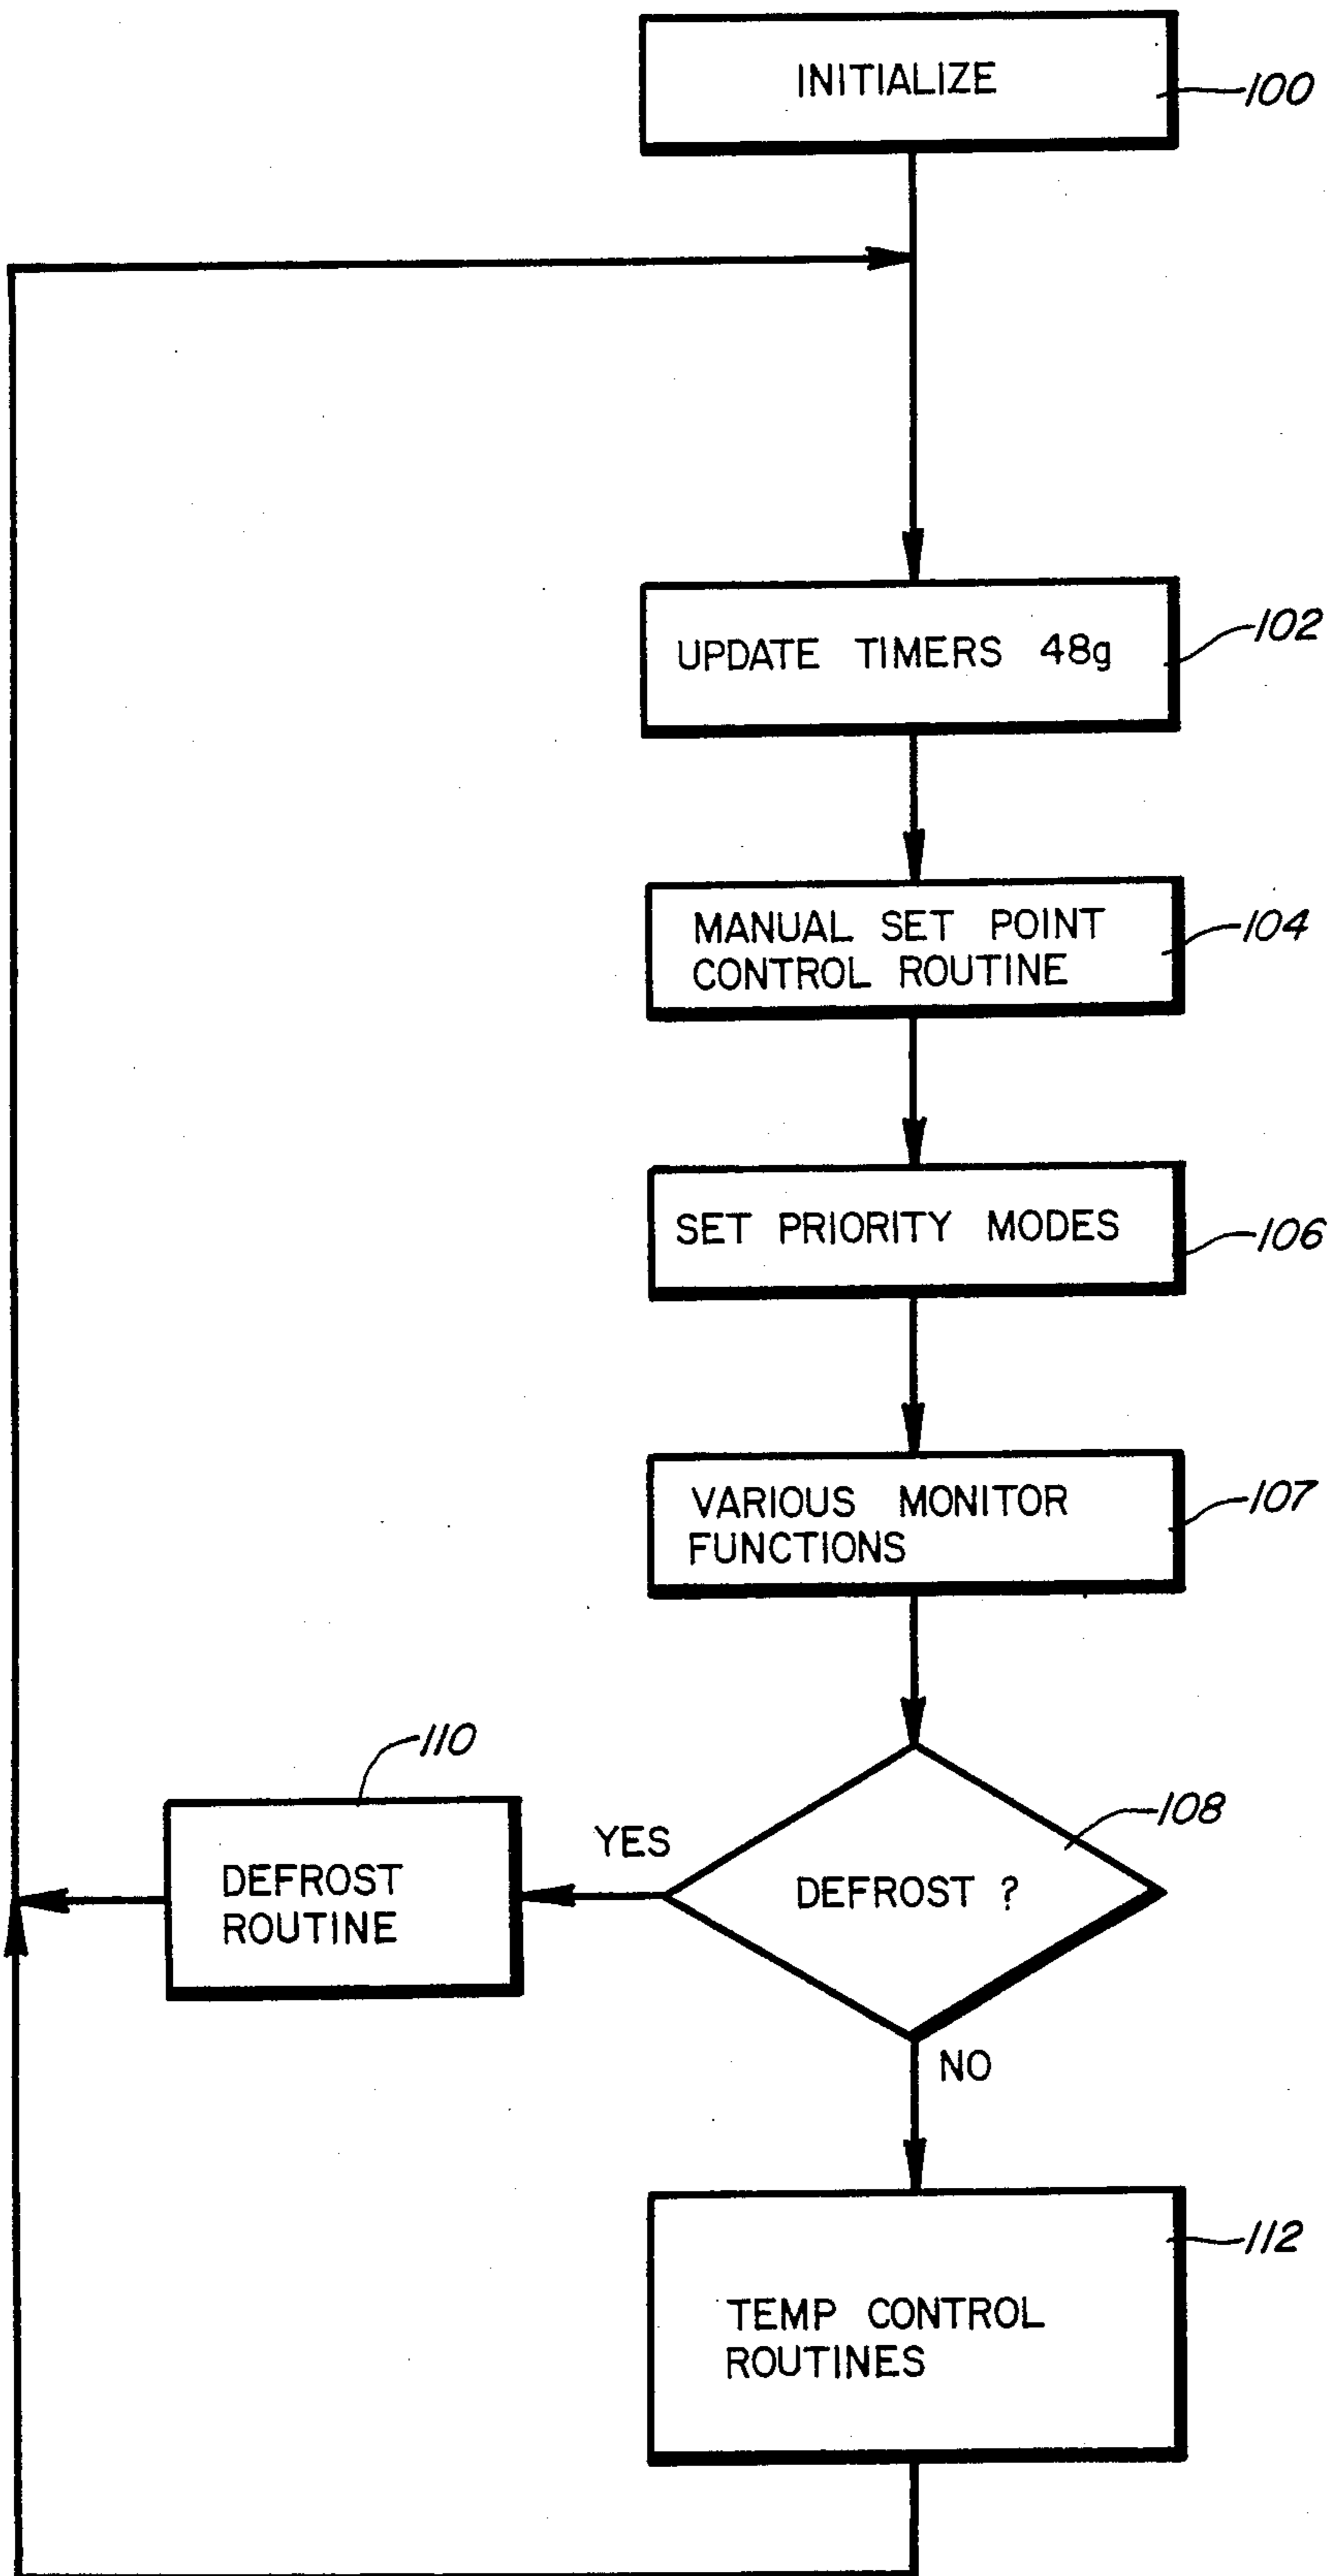 INITIALIZE
100
UPDATE TIMERS 48g
102
MANUAL SET POINT
CONTROL ROUTINE
104
SET PRIORITY MODES
106
VARIOUS MONITOR
FUNCTIONS
107
110
DEFROST
ROUTINE
YES
DEFROST ?
108
NO
TEMP CONTROL
ROUTINES
112